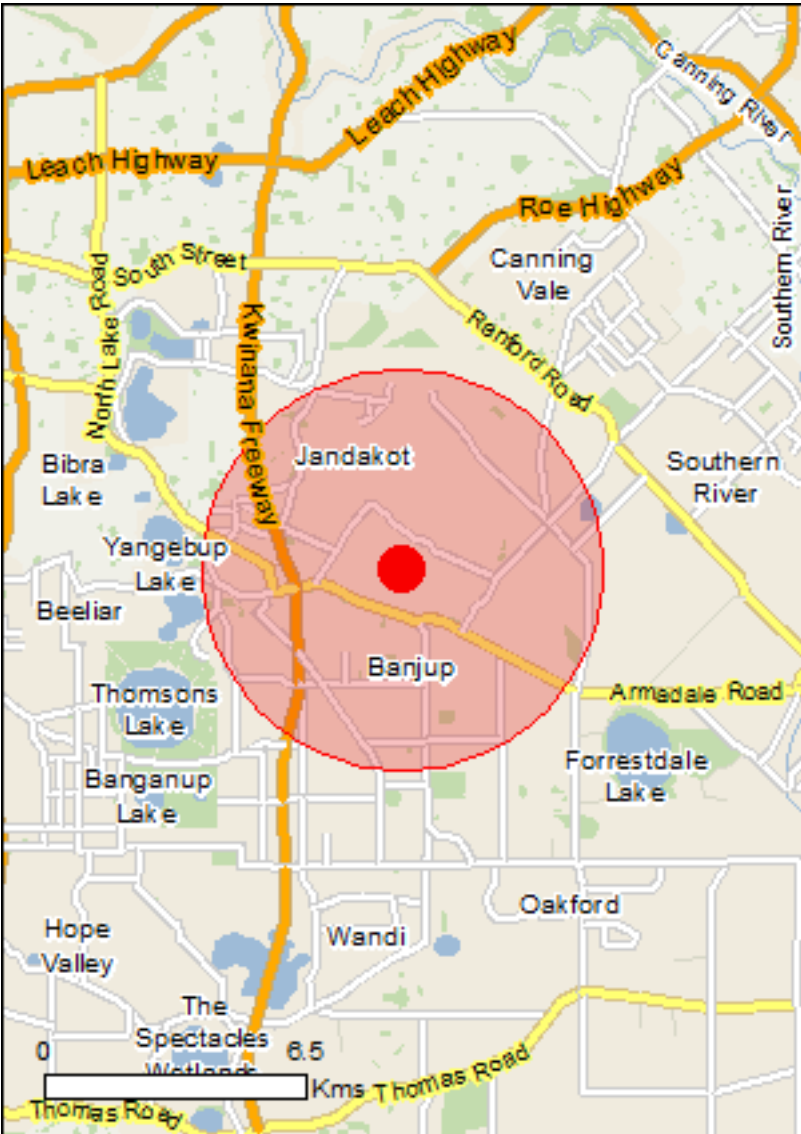 Leach Highway
Canning River
Leach Highway
Roe Highway
Southern River
South Street
Canning
Vale
North Lake Road
Kwinana Freeway
Ranford Road
Jandakot
Bibra
Lake
Southern
River
Yangebup
Lake
Beeliar
Banjup
Thomsons
Lake
Armadale Road
Forrestdale
Lake
Banganup
Lake
Oakford
Hope
Valley
Wandi
The
Spectacles
Wetlands
0
6.5
Kms
Thomas Road
Thomas Road